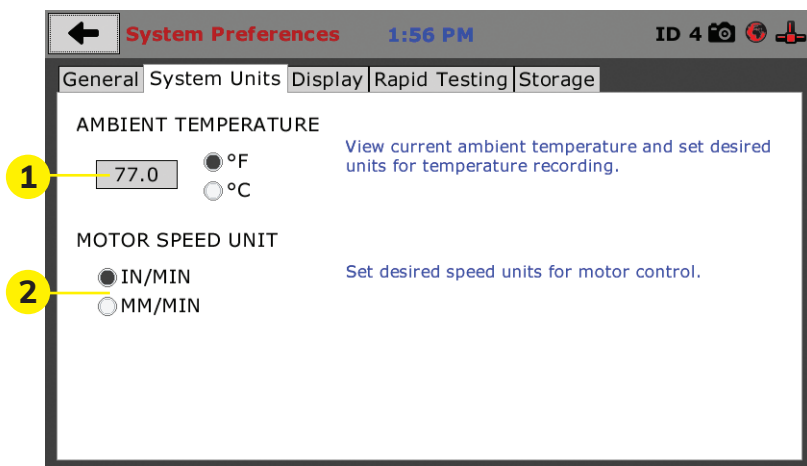 System Preferences 1:56 PM ID 4
General System Units Display Rapid Testing Storage
AMBIENT TEMPERATURE
View current ambient temperature and set desired
units for temperature recording.
1
77.0
°F
°C
MOTOR SPEED UNIT
2
IN/MIN
Set desired speed units for motor control.
MM/MIN